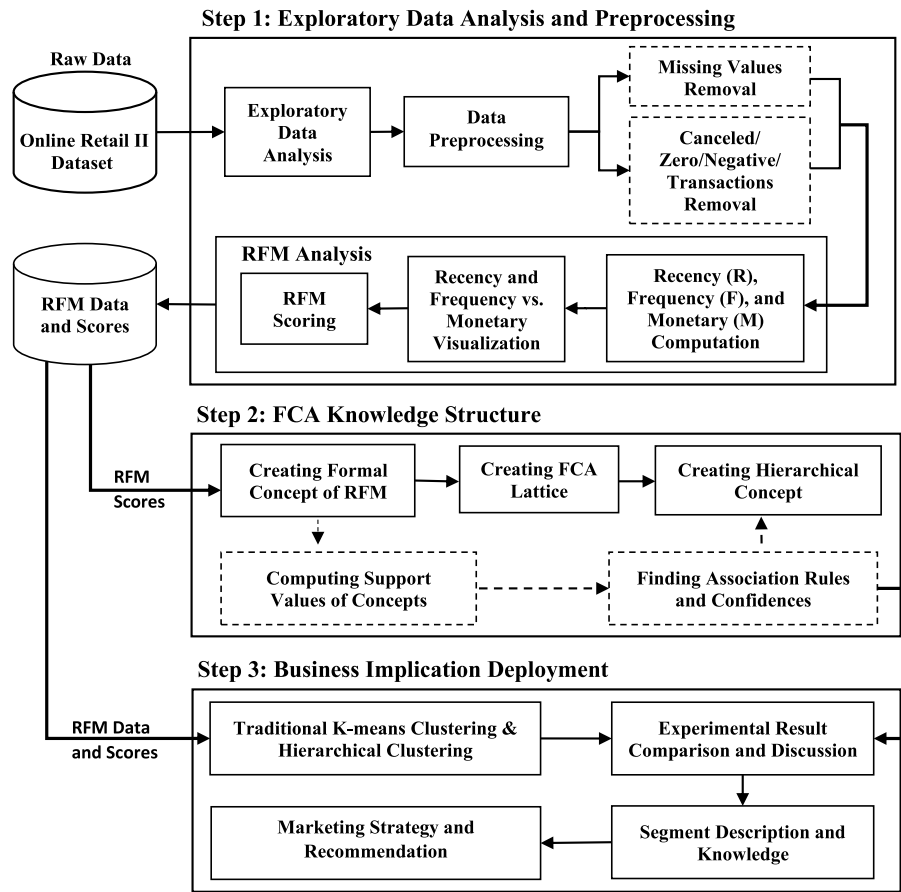 Step 1: Exploratory Data Analysis and Preprocessing
Raw Data
Online Retail II
Dataset
Exploratory
Data
Analysis
Data
Preprocessing
Missing Values
Removal
Canceled/
Zero/Negative/
Transactions
Removal
RFM Analysis
Recency (R),
Frequency (F), and
Monetary (M)
Computation
Recency and
Frequency vs.
Monetary
Visualization
RFM
Scoring
RFM Data
and Scores
Step 2: FCA Knowledge Structure
RFM
Scores
Creating Formal
Concept of RFM
Creating FCA
Lattice
Creating Hierarchical
Concept
Computing Support
Values of Concepts
Finding Association Rules
and Confidences
Step 3: Business Implication Deployment
RFM Data
and Scores
Traditional K-means Clustering &
Hierarchical Clustering
Experimental Result
Comparison and Discussion
Marketing Strategy and
Recommendation
Segment Description and
Knowledge